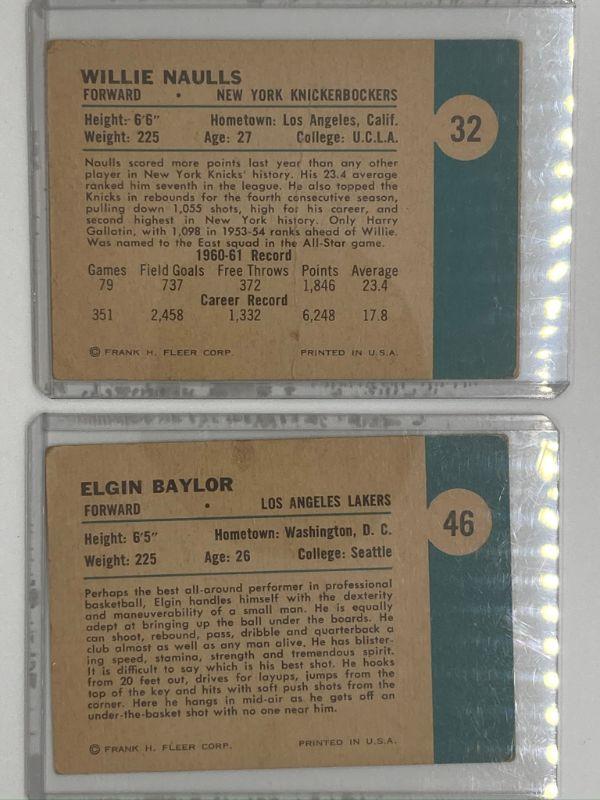 WILLIE NAULLS
FORWARD • NEW YORK KNICKERBOCKERS
32
Height: 6'6" Hometown: Los Angeles, Calif.
Weight: 225 Age: 27 College: U.C.L.A.
Naulls scored more points last year than any other
player in New York Knicks' history. His 23.4 average
ranked him seventh in the league. He also topped the
Knicks in rebounds for the fourth consecutive season,
pulling down 1,055 shots, high for his career, and
second highest in New York history. Only Harry
Gallotin, with 1,098 in 1953-54 ranks ahead of Willie.
Was named to the East squad in the All-Star game.
1960-61 Record
Games Field Goals Free Throws Points Average
79 737 372 1,846 23.4
Career Record
351 2,458 1,332 6,248 17.8
© FRANK H. FLEER CORP. PRINTED IN U.S.A.
ELGIN BAYLOR
FORWARD • LOS ANGELES LAKERS
46
Height: 6'5" Hometown: Washington, D. C.
Weight: 225 Age: 26 College: Seattle
Perhaps the best all-around performer in professional
basketball, Elgin handles himself with the dexterity
and maneuverability of a small man. He is equally
adept at bringing up the ball under the boards. He
can shoot, rebound, pass, dribble and quarterback a
club almost as well as any man alive. He has blister-
ing speed, stamina, strength and tremendous spirit.
It is difficult to say which is his best shot. He hooks
from 20 feet out, drives for layups, jumps from the
top of the key and hits with soft push shots from the
corner. Here he hangs in mid-air as he gets off an
under-the-basket shot with no one near him.
© FRANK H. FLEER CORP. PRINTED IN U.S.A.